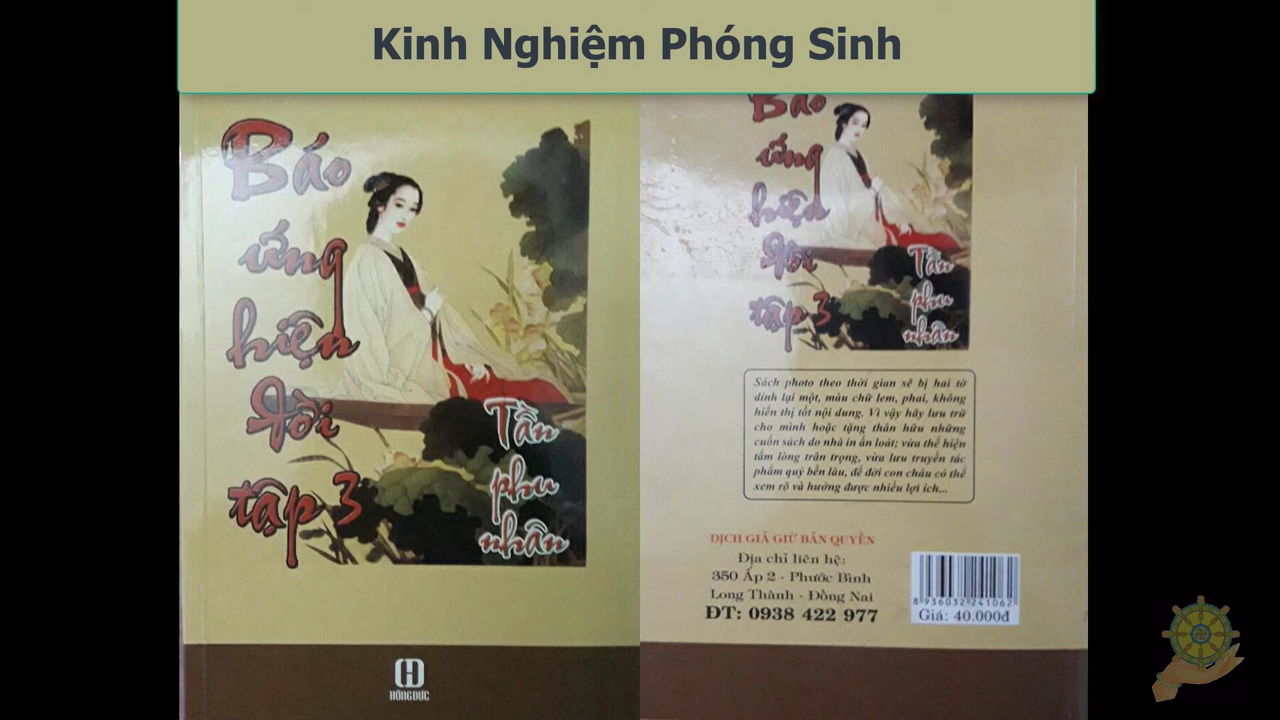 Kinh Nghiệm Phóng Sinh
Báo
ứng
hiện
đời
tập 3
Tần
phu
nhân
HỒNG ĐỨC
Báo
ứng
hiện
đời
tập 3
Tần
phu
nhân
Sách photo theo thời gian sẽ bị hai tờ
dính lại một, màu chữ lem, phai, không
hiển thị tốt nội dung. Vì vậy hãy lưu trữ
cho mình hoặc tặng thân hữu những
cuốn sách do nhà in ấn loát; vừa thể hiện
tấm lòng trân trọng, vừa lưu truyền tác
phẩm quý bền lâu, để đời con cháu có thể
xem rõ và hưởng được nhiều lợi ích...
DỊCH GIẢ GIỮ BẢN QUYỀN
Địa chỉ liên hệ:
350 Ấp 2 - Phước Bình
Long Thành - Đồng Nai
ĐT: 0938 422 977
8 936032 241062
Giá: 40.000đ